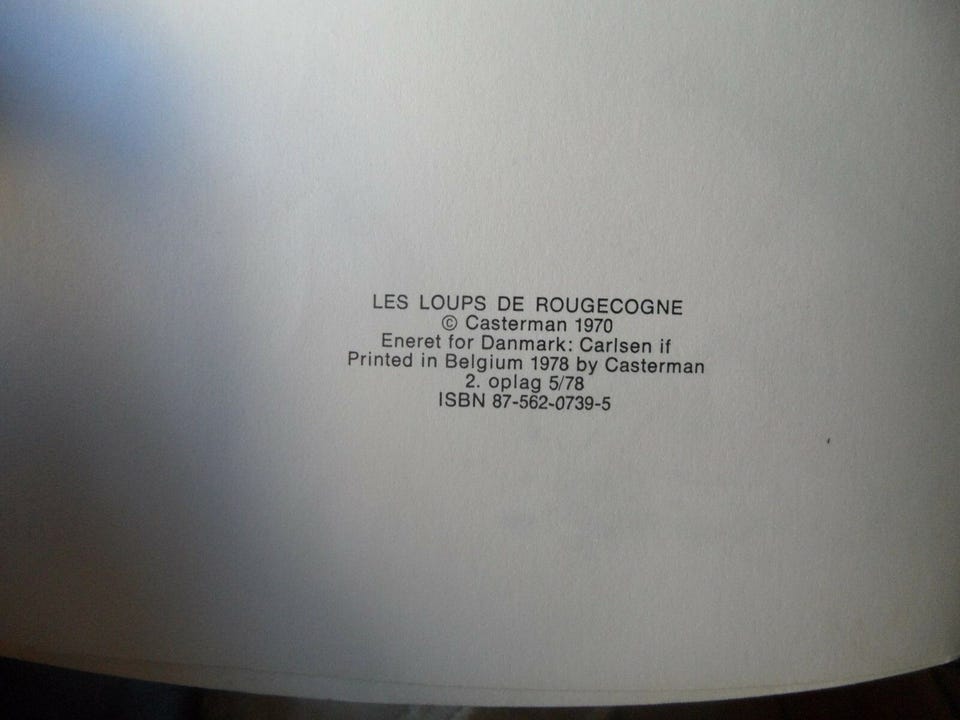 LES LOUPS DE ROUGECOGNE
© Casterman 1970
Eneret for Danmark: Carlsen if
Printed in Belgium 1978 by Casterman
2. oplag 5/78
ISBN 87-562-0739-5